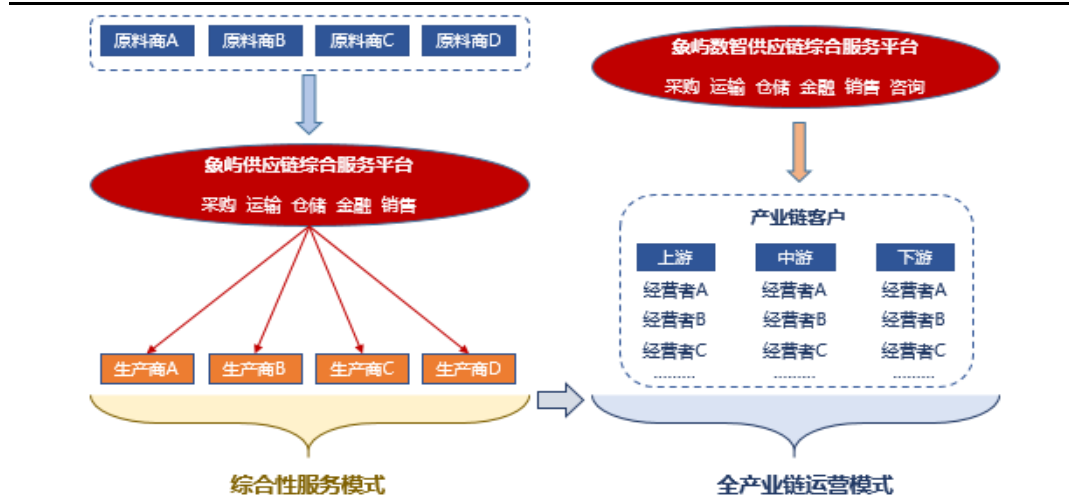 原料商A 原料商B 原料商C 原料商D
象屿供应链综合服务平台
采购 运输 仓储 金融 销售
生产商A 生产商B 生产商C 生产商D
综合性服务模式
象屿数智供应链综合服务平台
采购 运输 仓储 金融 销售 咨询
产业链客户
上游 中游 下游
经营者A 经营者A 经营者A
经营者B 经营者B 经营者B
经营者C 经营者C 经营者C
......... ......... .........
全产业链运营模式